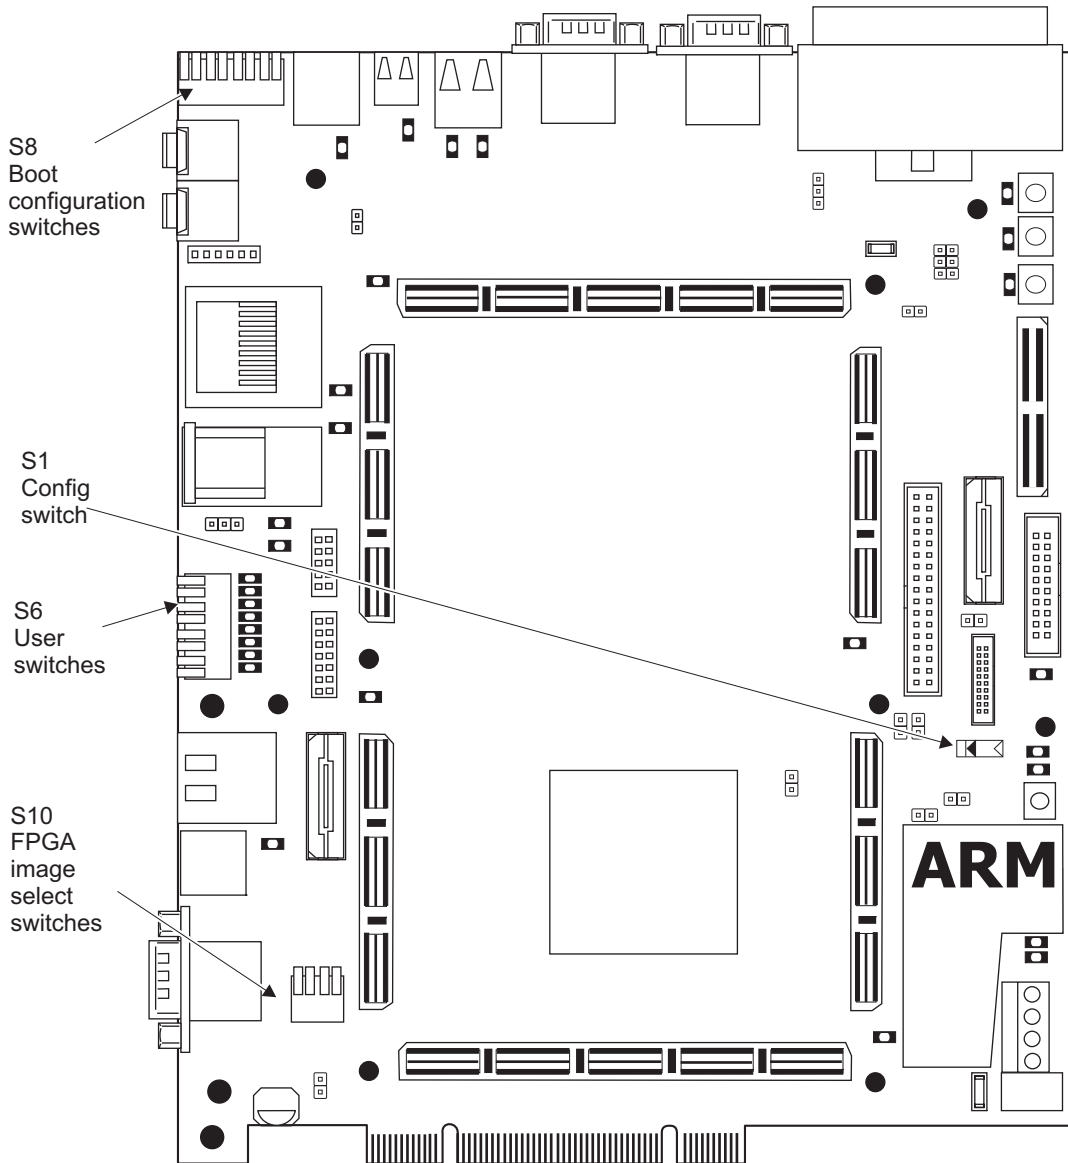 S8
Boot
configuration
switches
S1
Config
switch
S6
User
switches
S10
FPGA
image
select
switches
ARM